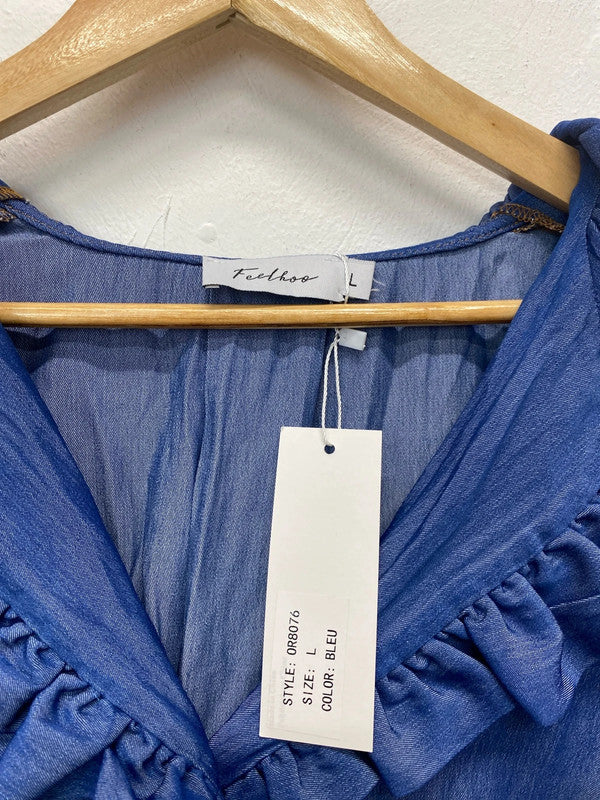 Feelhoo
L
STYLE: OR8076
SIZE: L
COLOR: BLEU